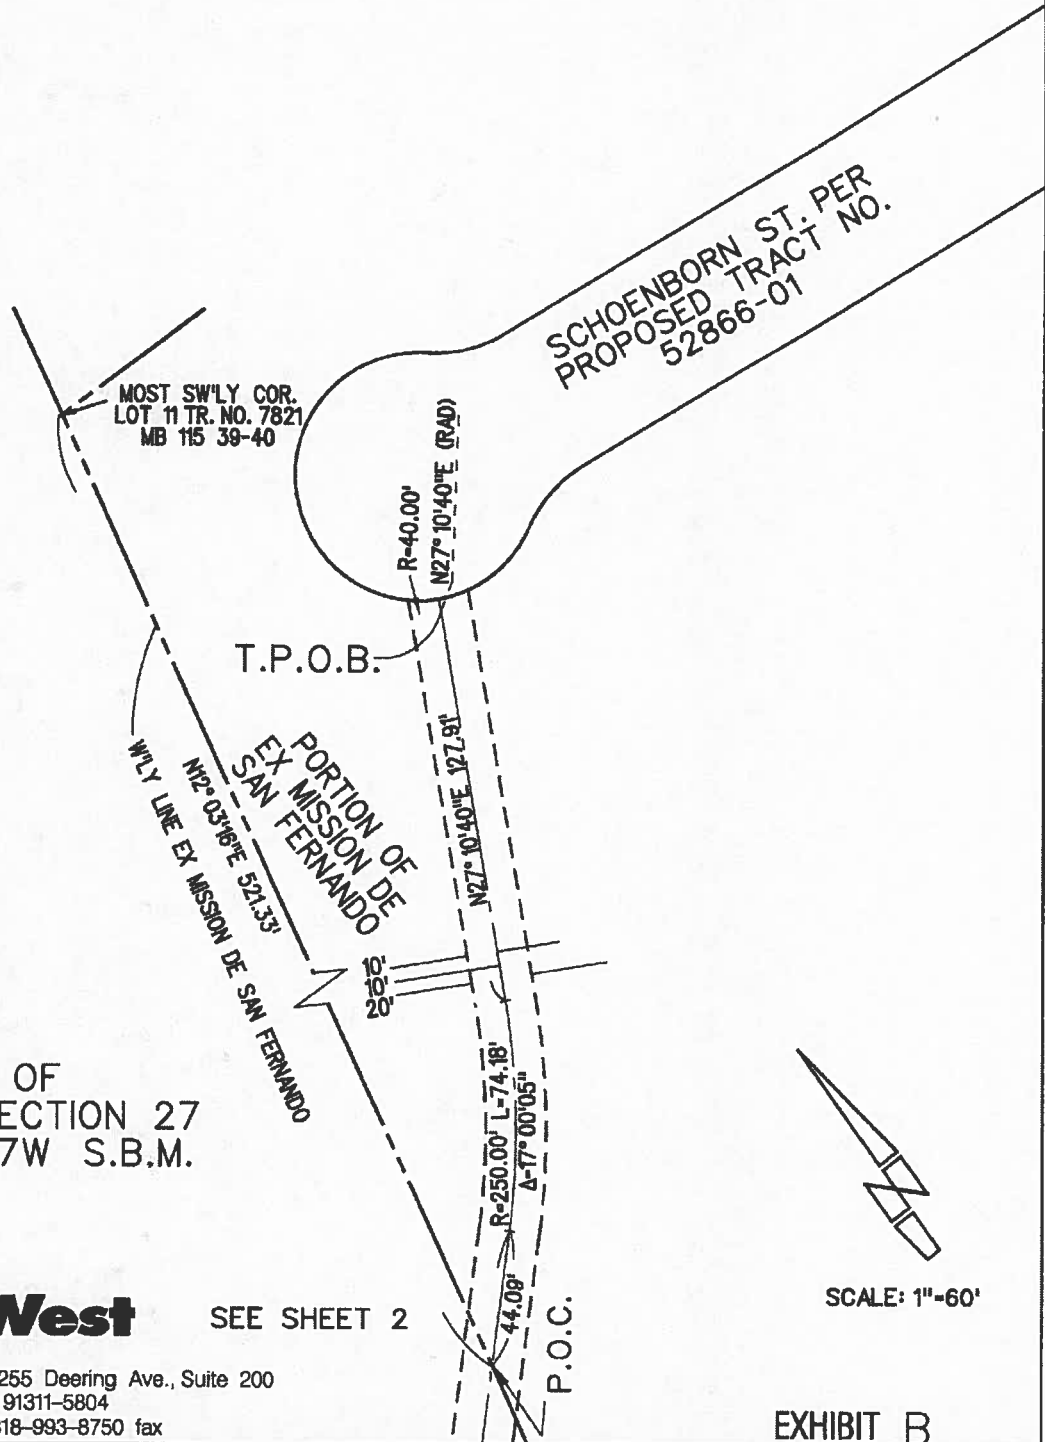 SCHOENBORN ST. PER
PROPOSED TRACT NO.
52866-01
MOST SW'LY COR.
LOT 11 TR. NO. 7821
MB 115 39-40
R=40.00'
N27°10'40"E (RAD)
T.P.O.B.
N27°10'40"E 127.91'
PORTION OF
EX MISSION DE
SAN FERNANDO
N12°03'16"E 521.33'
W'LY LINE EX MISSION DE SAN FERNANDO
10'
10'
20'
R=250.00' L=74.18'
Δ=17°00'05"
44.09'
P.O.C.
OF
ECTION 27
7W S.B.M.
West
SEE SHEET 2
255 Deering Ave., Suite 200
91311-5804
818-993-8750 fax
SCALE: 1"=60'
EXHIBIT B